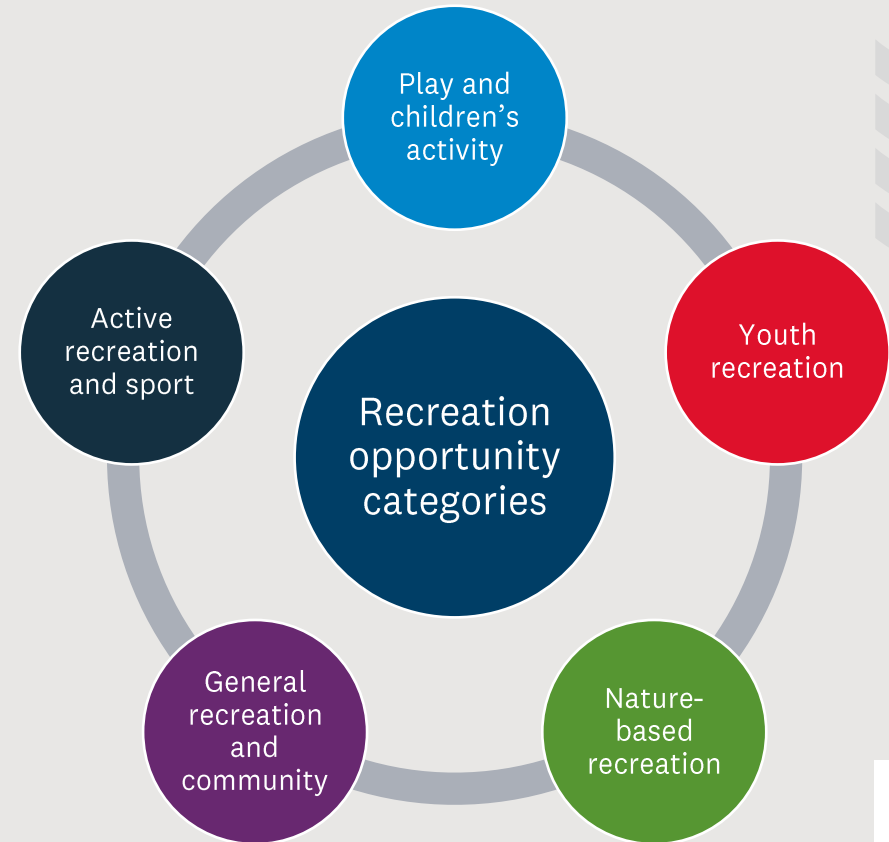 Play and
children’s
activity
Youth
recreation
Nature-
based
recreation
General
recreation
and
community
Active
recreation
and sport
Recreation
opportunity
categories